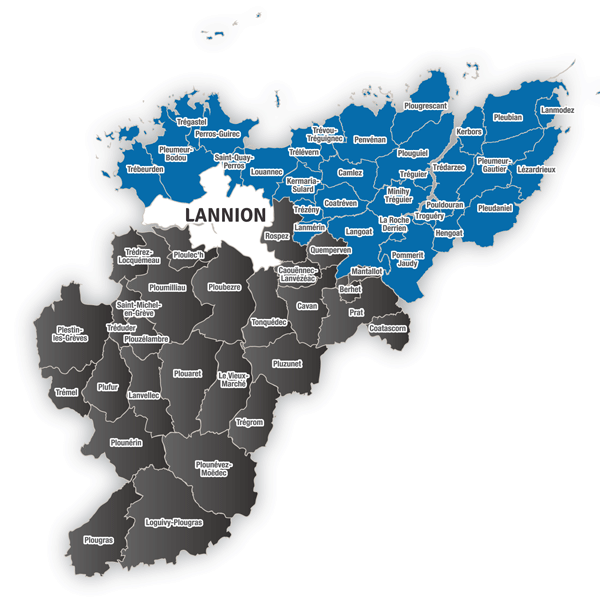 Plougrescant
Lanmodez
Pleubian
Trégastel
Perros-Guirec
Trévou-
Tréguignec
Penvénan
Kerbors
Pleumeur-
Bodou
Saint-Quay-
Perros
Trélévern
Plouguiel
Trébeurden
Louannec
Camlez
Tréguier
Trédarzec
Pleumeur-
Gautier
Lézardrieux
Kermaria-
Sulard
Minihy
Tréguier
Trézény
Coatréven
Pouldouran
Pleudaniel
LANNION
La Roche
Derrien
Troguéry
Lanmérin
Langoat
Hengoat
Rospez
Quemperven
Pommerit
Jaudy
Trédrez-
Locquémeau
Ploulec'h
Caouënnec-
Lanvézéac
Mantallot
Ploumilliau
Ploubezre
Berhet
Saint-Michel-
en-Grève
Cavan
Prat
Plestin-
les-Grèves
Tréduder
Tonquédec
Coatascorn
Plouzélambre
Pluzunet
Trémel
Plufur
Lanvellec
Plouaret
Le Vieux-
Marché
Trégrom
Plounérin
Plounévez-
Moëdec
Loguivy-Plougras
Plougras